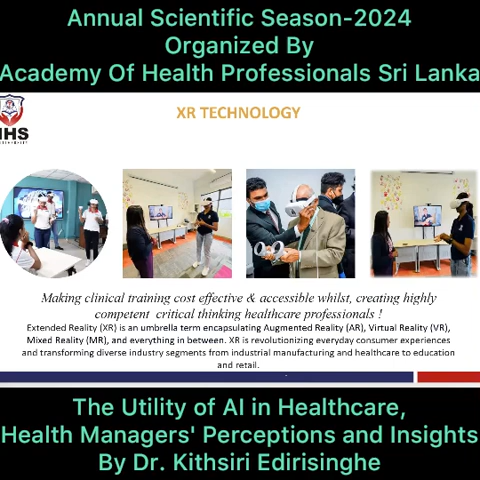 Annual Scientific Season-2024
Organized By
Academy Of Health Professionals Sri Lanka
XR TECHNOLOGY
Making clinical training cost effective & accessible whilst, creating highly
competent critical thinking healthcare professionals !
Extended Reality (XR) is an umbrella term encapsulating Augmented Reality (AR), Virtual Reality (VR),
Mixed Reality (MR), and everything in between. XR is revolutionizing everyday consumer experiences
and transforming diverse industry segments from industrial manufacturing and healthcare to education
and retail.
The Utility of AI in Healthcare,
Health Managers' Perceptions and Insights
By Dr. Kithsiri Edirisinghe